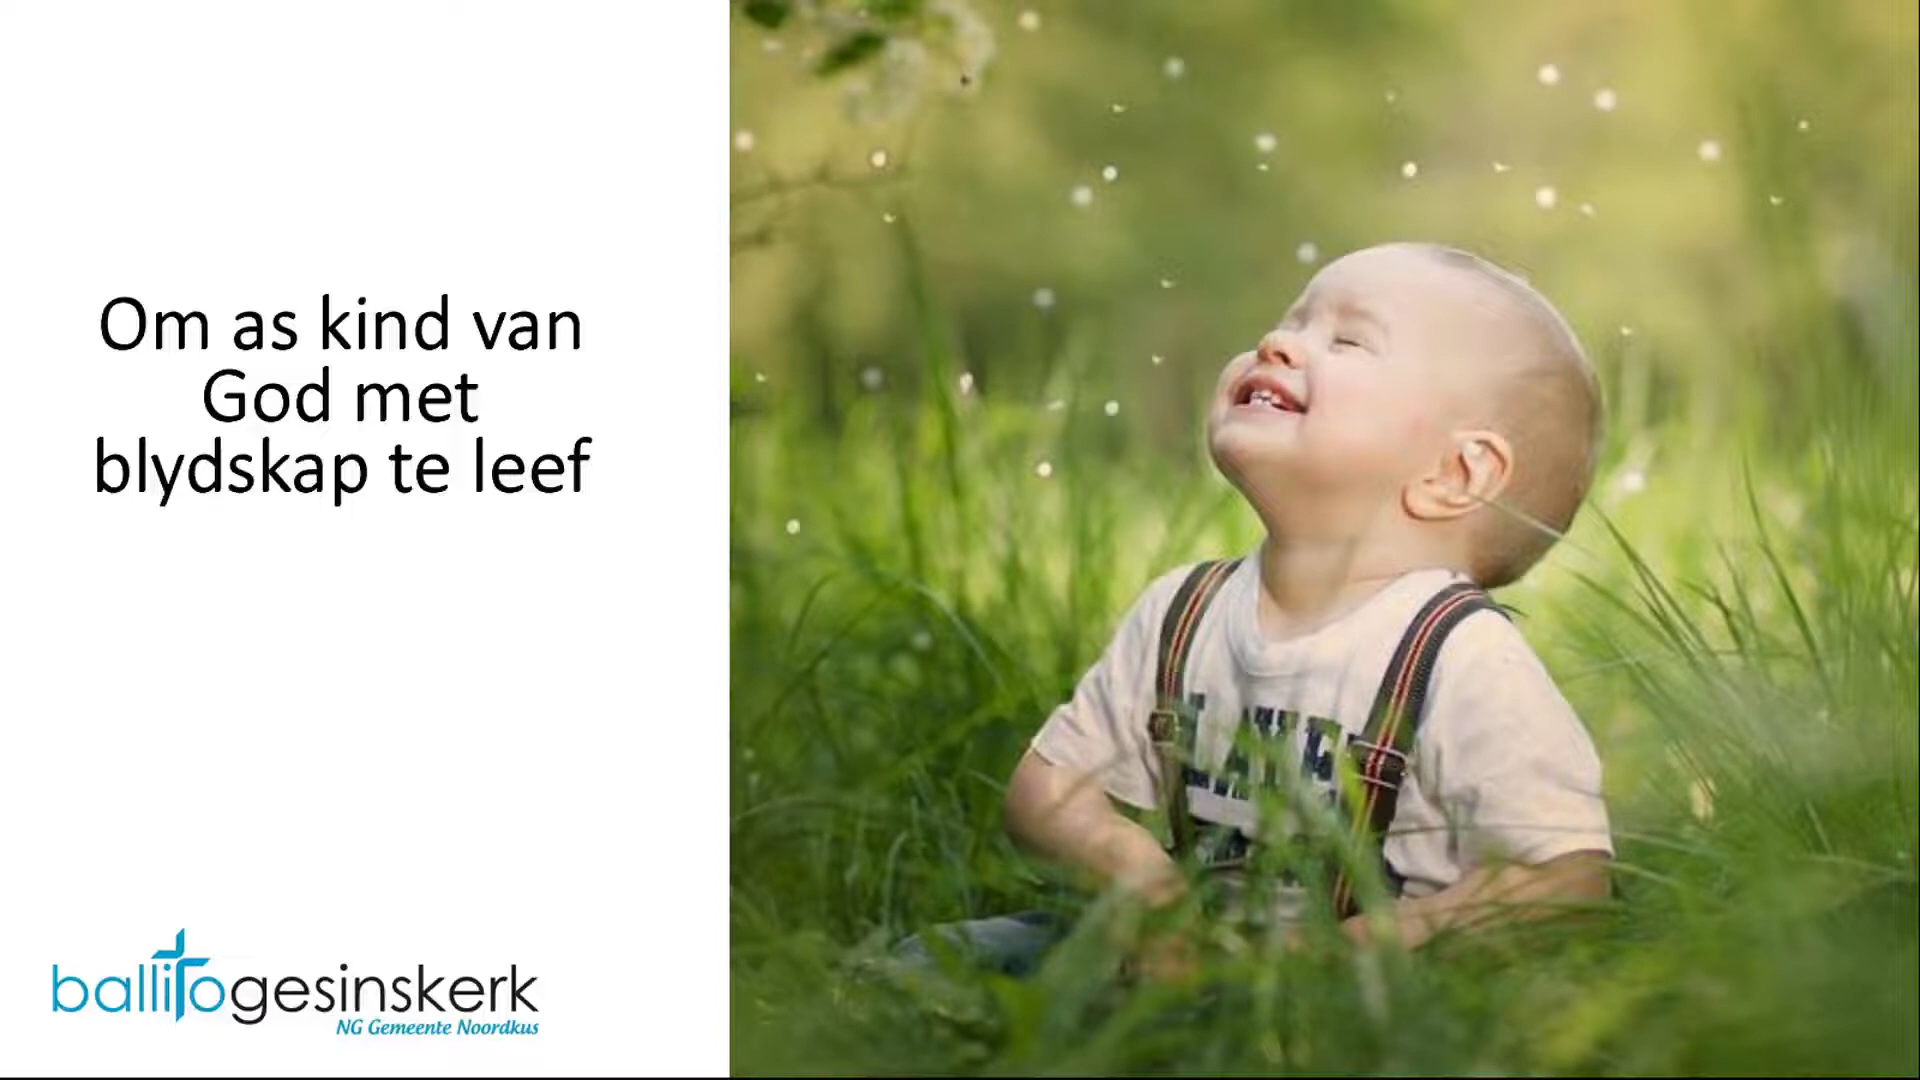 Om as kind van
God met
blydskap te leef
ballitogesinskerk
NG Gemeente Noordkus